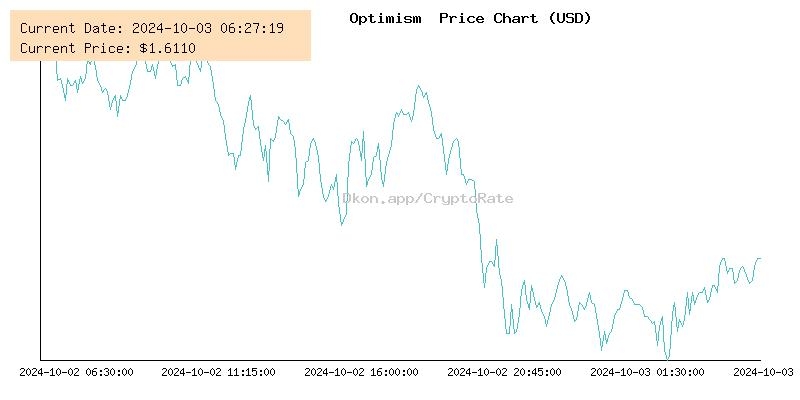 Optimism Price Chart (USD)
Current Date: 2024-10-03 06:27:19
Current Price: $1.6110
Dkon.app/CryptoRate
2024-10-02 06:30:00 2024-10-02 11:15:00 2024-10-02 16:00:00 2024-10-02 20:45:00 2024-10-03 01:30:00 2024-10-03